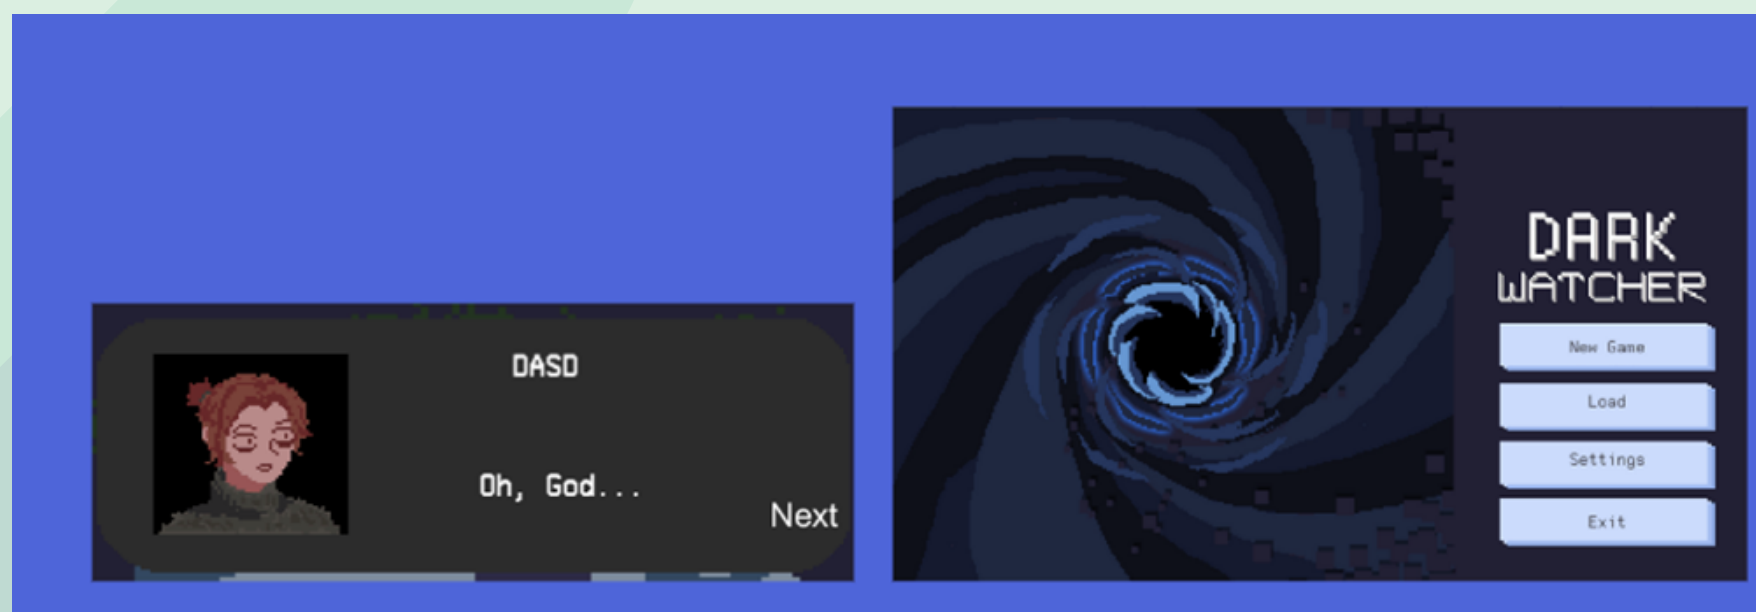 DASD
Oh, God...
Next
DARK
WATCHER
New Game
Load
Settings
Exit